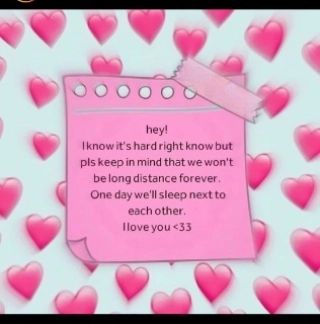 hey!
I know it's hard right know but
pls keep in mind that we won't
be long distance forever.
One day we'll sleep next to
each other.
I love you <33